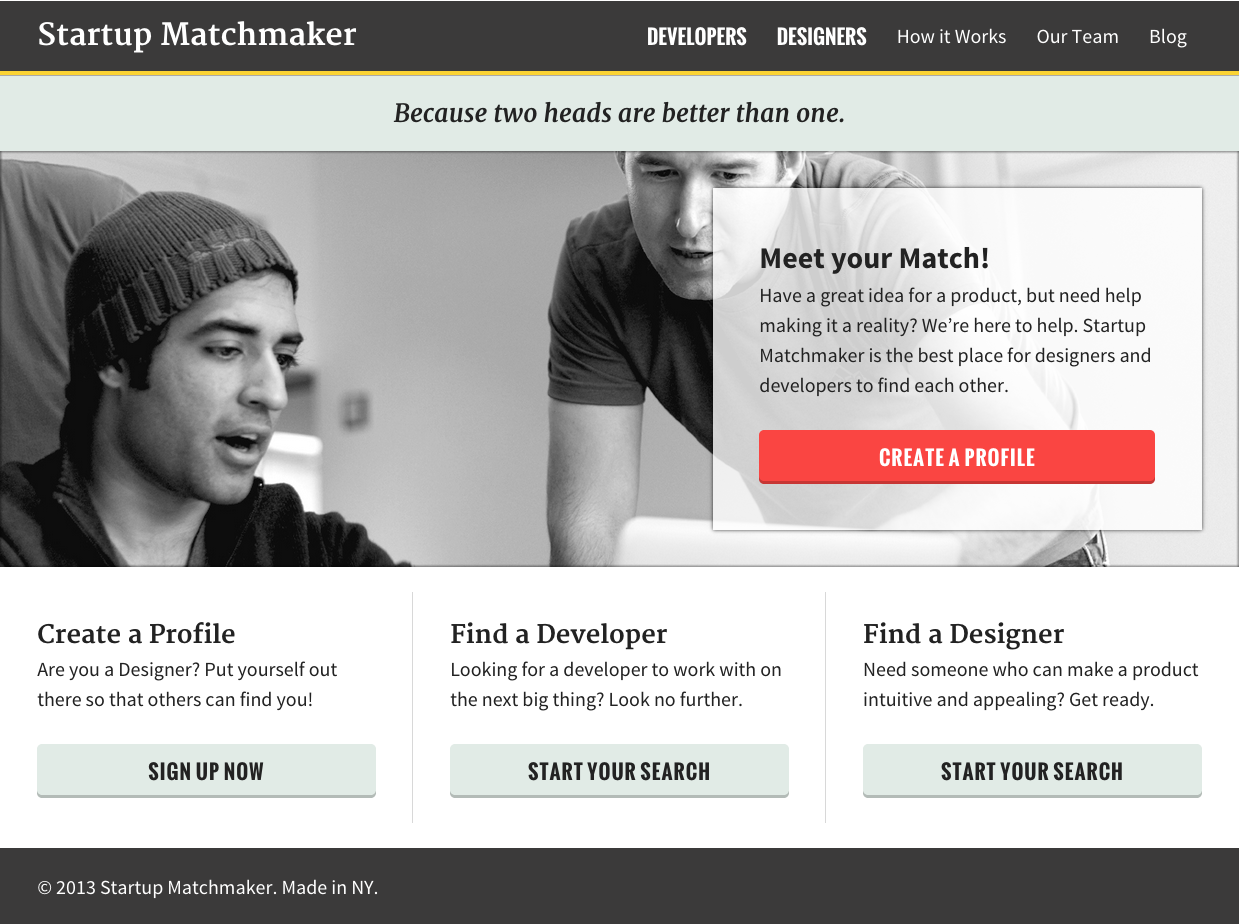 Startup Matchmaker
DEVELOPERS DESIGNERS How it Works Our Team Blog
Because two heads are better than one.
Meet your Match!
Have a great idea for a product, but need help
making it a reality? We’re here to help. Startup
Matchmaker is the best place for designers and
developers to find each other.
CREATE A PROFILE
Create a Profile
Are you a Designer? Put yourself out
there so that others can find you!
SIGN UP NOW
Find a Developer
Looking for a developer to work with on
the next big thing? Look no further.
START YOUR SEARCH
Find a Designer
Need someone who can make a product
intuitive and appealing? Get ready.
START YOUR SEARCH
© 2013 Startup Matchmaker. Made in NY.